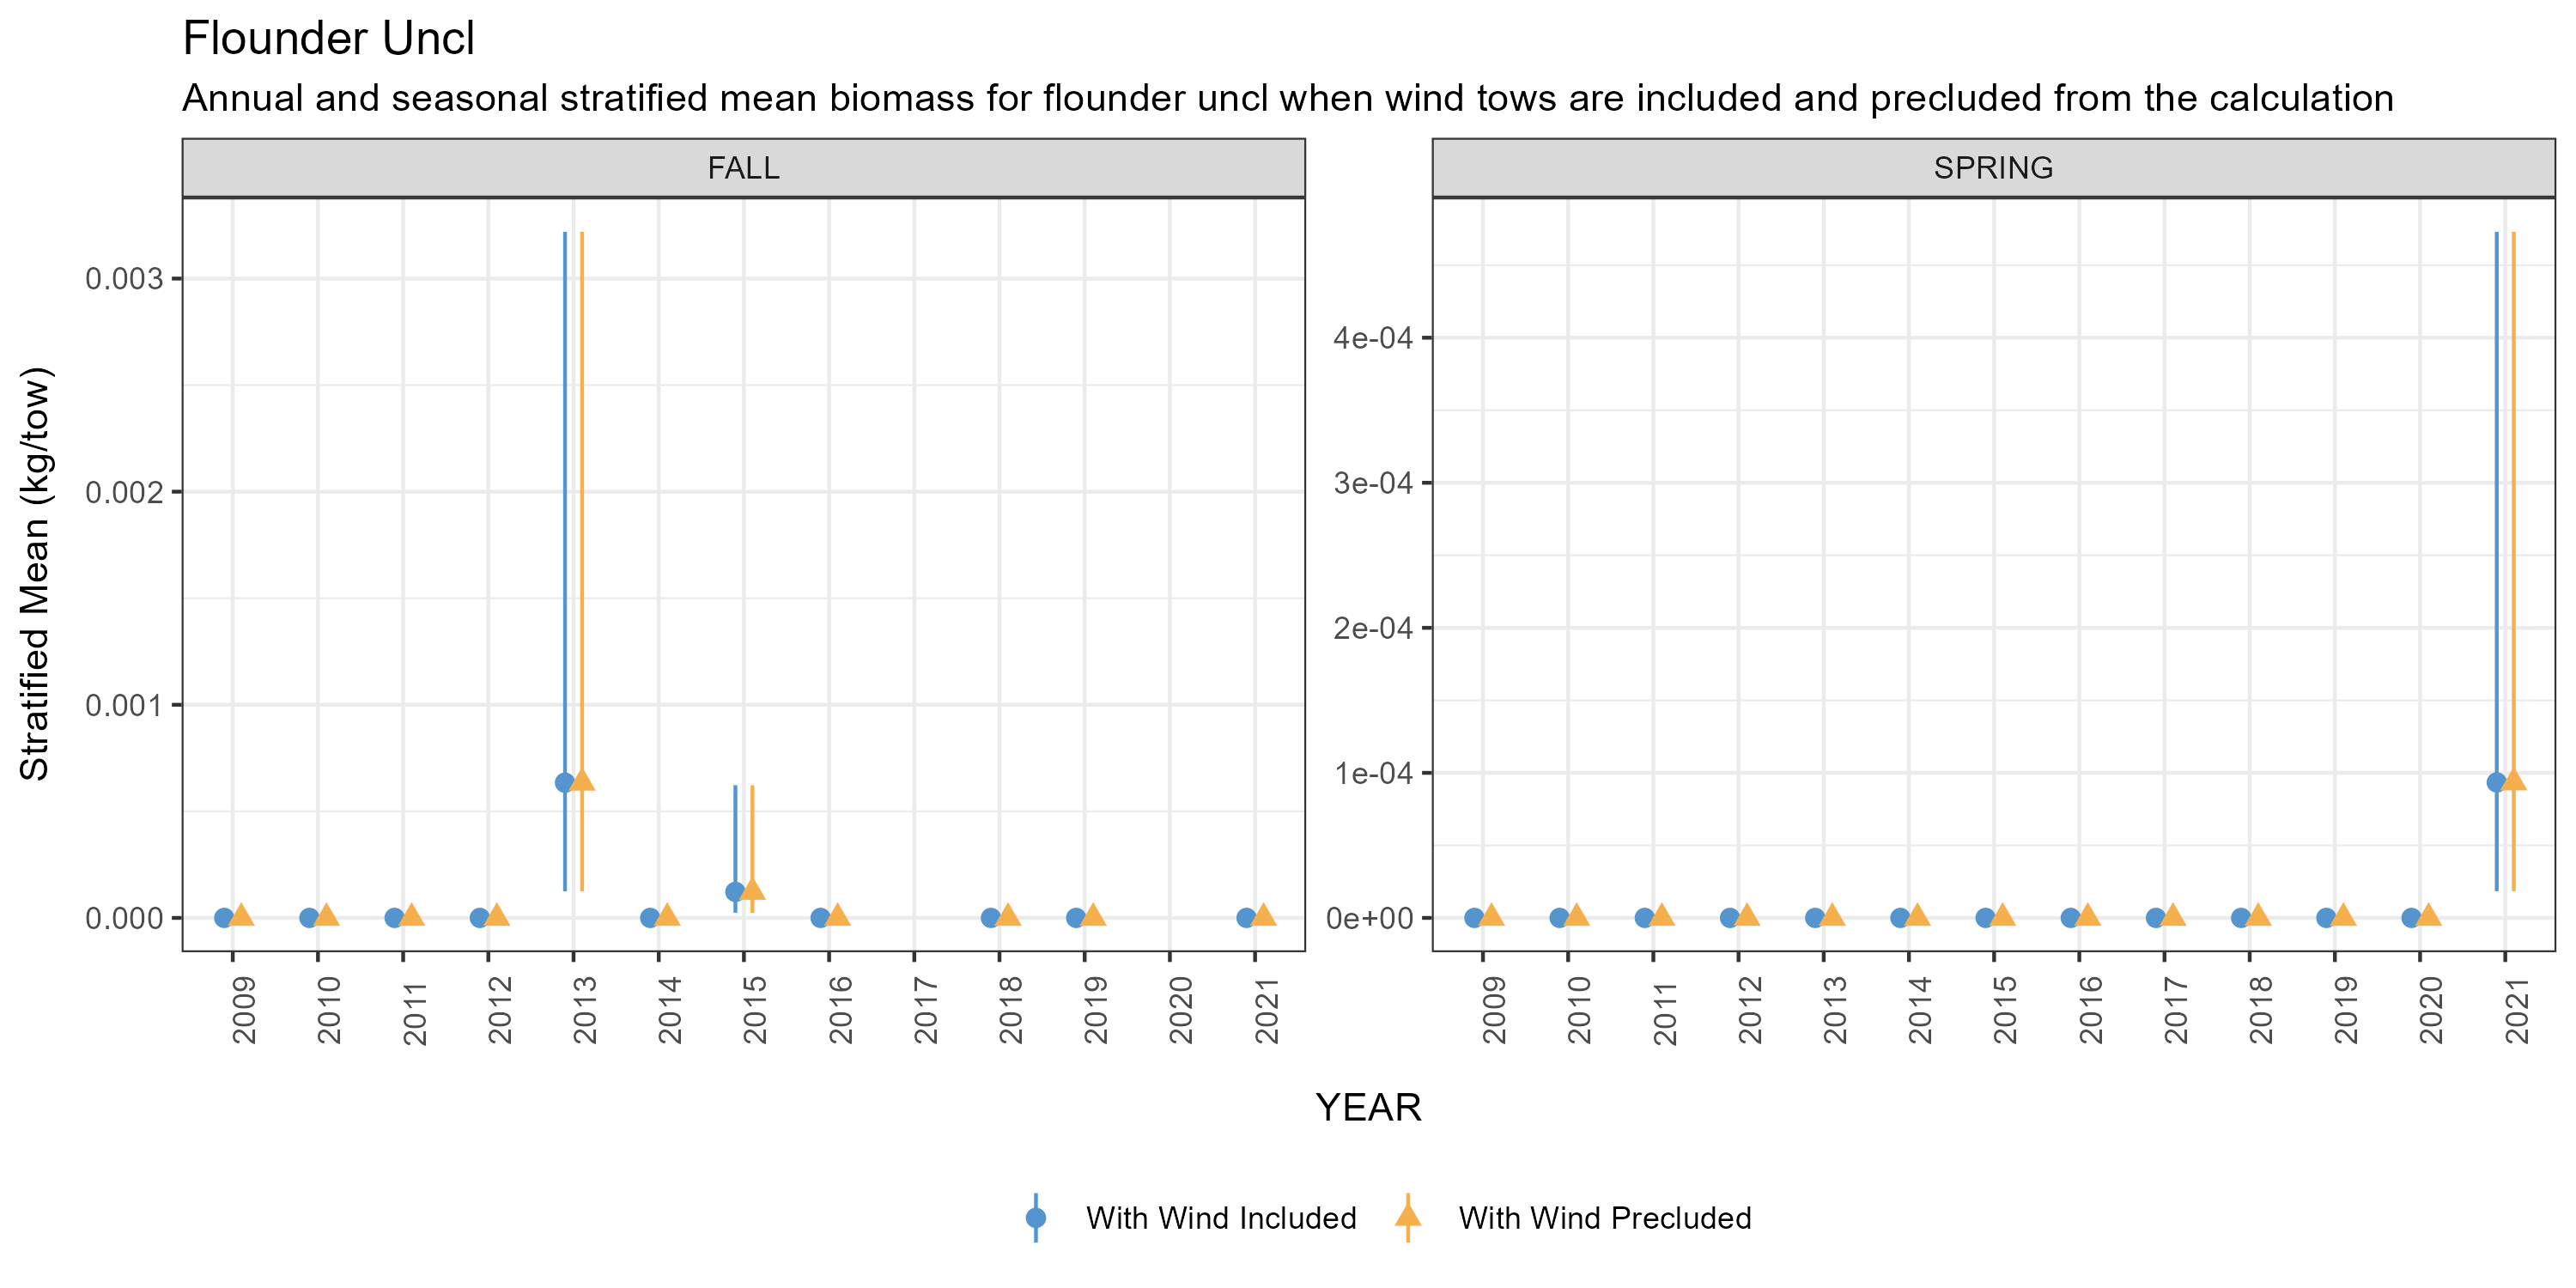 Flounder Uncl
Annual and seasonal stratified mean biomass for flounder uncl when wind tows are included and precluded from the calculation
FALL
SPRING
Stratified Mean (kg/tow)
0.003
0.002
0.001
0.000
4e-04
3e-04
2e-04
1e-04
0e+00
2009 2010 2011 2012 2013 2014 2015 2016 2017 2018 2019 2020 2021
2009 2010 2011 2012 2013 2014 2015 2016 2017 2018 2019 2020 2021
YEAR
With Wind Included
With Wind Precluded